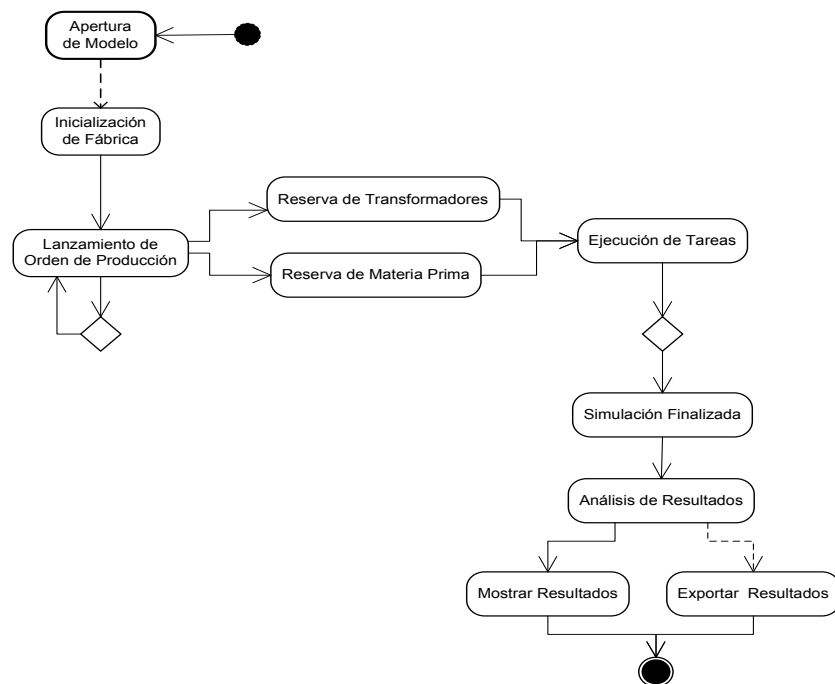 Apertura
de Modelo
Inicialización
de Fábrica
Reserva de Transformadores
Lanzamiento de
Orden de Producción
Ejecución de Tareas
Reserva de Materia Prima
Simulación Finalizada
Análisis de Resultados
Mostrar Resultados
Exportar Resultados